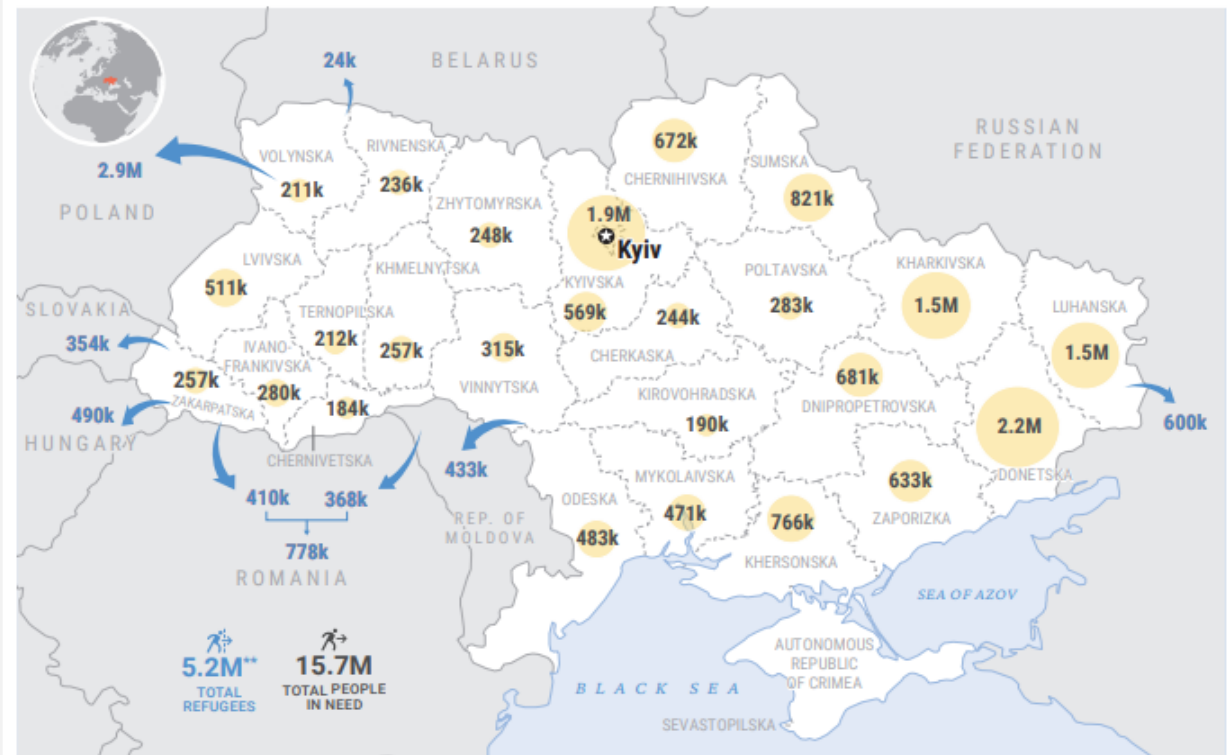 BELARUS
24k
RUSSIAN
FEDERATION
672k
RIVNENSKA
VOLYNSKA
SUMSKA
2.9M
CHERNIHIVSKA
236k
211k
821k
POLAND
ZHYTOMYRSKA
1.9M
248k
Kyiv
LVIVSKA
KHMELNYTSKA
POLTAVSKA
KHARKIVSKA
511k
KYIVSKA
283k
1.5M
SLOVAKIA
TERNOPILSKA
569k
244k
LUHANSKA
354k
212k
IVANO-
FRANKIVSKA
257k
315k
CHERKASKA
1.5M
257k
280k
VINNYTSKA
681k
KIROVOHRADSKA
ZAKARPATSKA
184k
DNIPROPETROVSKA
490k
HUNGARY
190k
2.2M
600k
CHERNIVETSKA
433k
MYKOLAIVSKA
DONETSKA
410k
368k
ODESKA
633k
REP. OF
MOLDOVA
471k
766k
ZAPORIZKA
483k
778k
KHERSONSKA
ROMANIA
SEA OF AZOV
5.2M**
TOTAL
REFUGEES
15.7M
TOTAL PEOPLE
IN NEED
AUTONOMOUS
REPUBLIC
OF CRIMEA
BLACK SEA
SEVASTOPILSKA